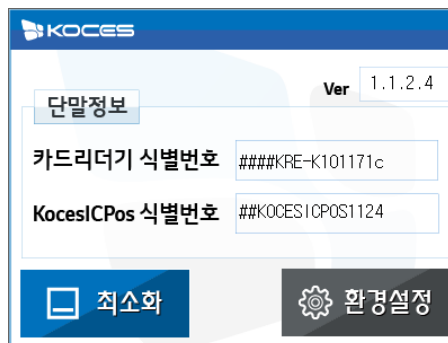 KOCES
Ver 1.1.2.4
단말정보
카드리더기 식별번호 ####KRE-K101171c
KocesICPos 식별번호 ##KOCESICPOS1124
최소화 환경설정